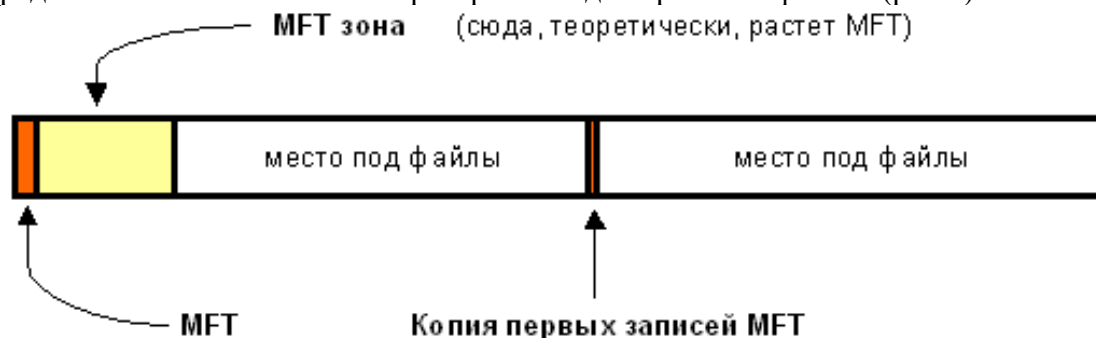 MFT зона (сюда, теоретически, растет MFT)
место под файлы место под файлы
MFT Копия первых записей MFT